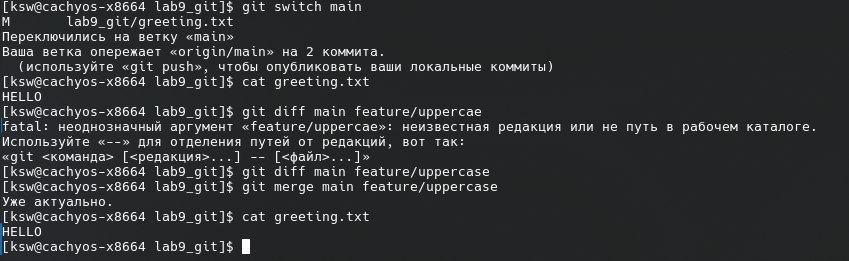 [ksw@cachyos-x8664 lab9_git]$ git switch main
M       lab9_git/greeting.txt
Переключились на ветку «main»
Ваша ветка опережает «origin/main» на 2 коммита.
  (используйте «git push», чтобы опубликовать ваши локальные коммиты)
[ksw@cachyos-x8664 lab9_git]$ cat greeting.txt
HELLO
[ksw@cachyos-x8664 lab9_git]$ git diff main feature/uppercae
fatal: неоднозначный аргумент «feature/uppercae»: неизвестная редакция или не путь в рабочем каталоге.
Используйте «--» для отделения путей от редакций, вот так:
«git <команда> [<редакция>...] -- [<файл>...]»
[ksw@cachyos-x8664 lab9_git]$ git diff main feature/uppercase
[ksw@cachyos-x8664 lab9_git]$ git merge main feature/uppercase
Уже актуально.
[ksw@cachyos-x8664 lab9_git]$ cat greeting.txt
HELLO
[ksw@cachyos-x8664 lab9_git]$